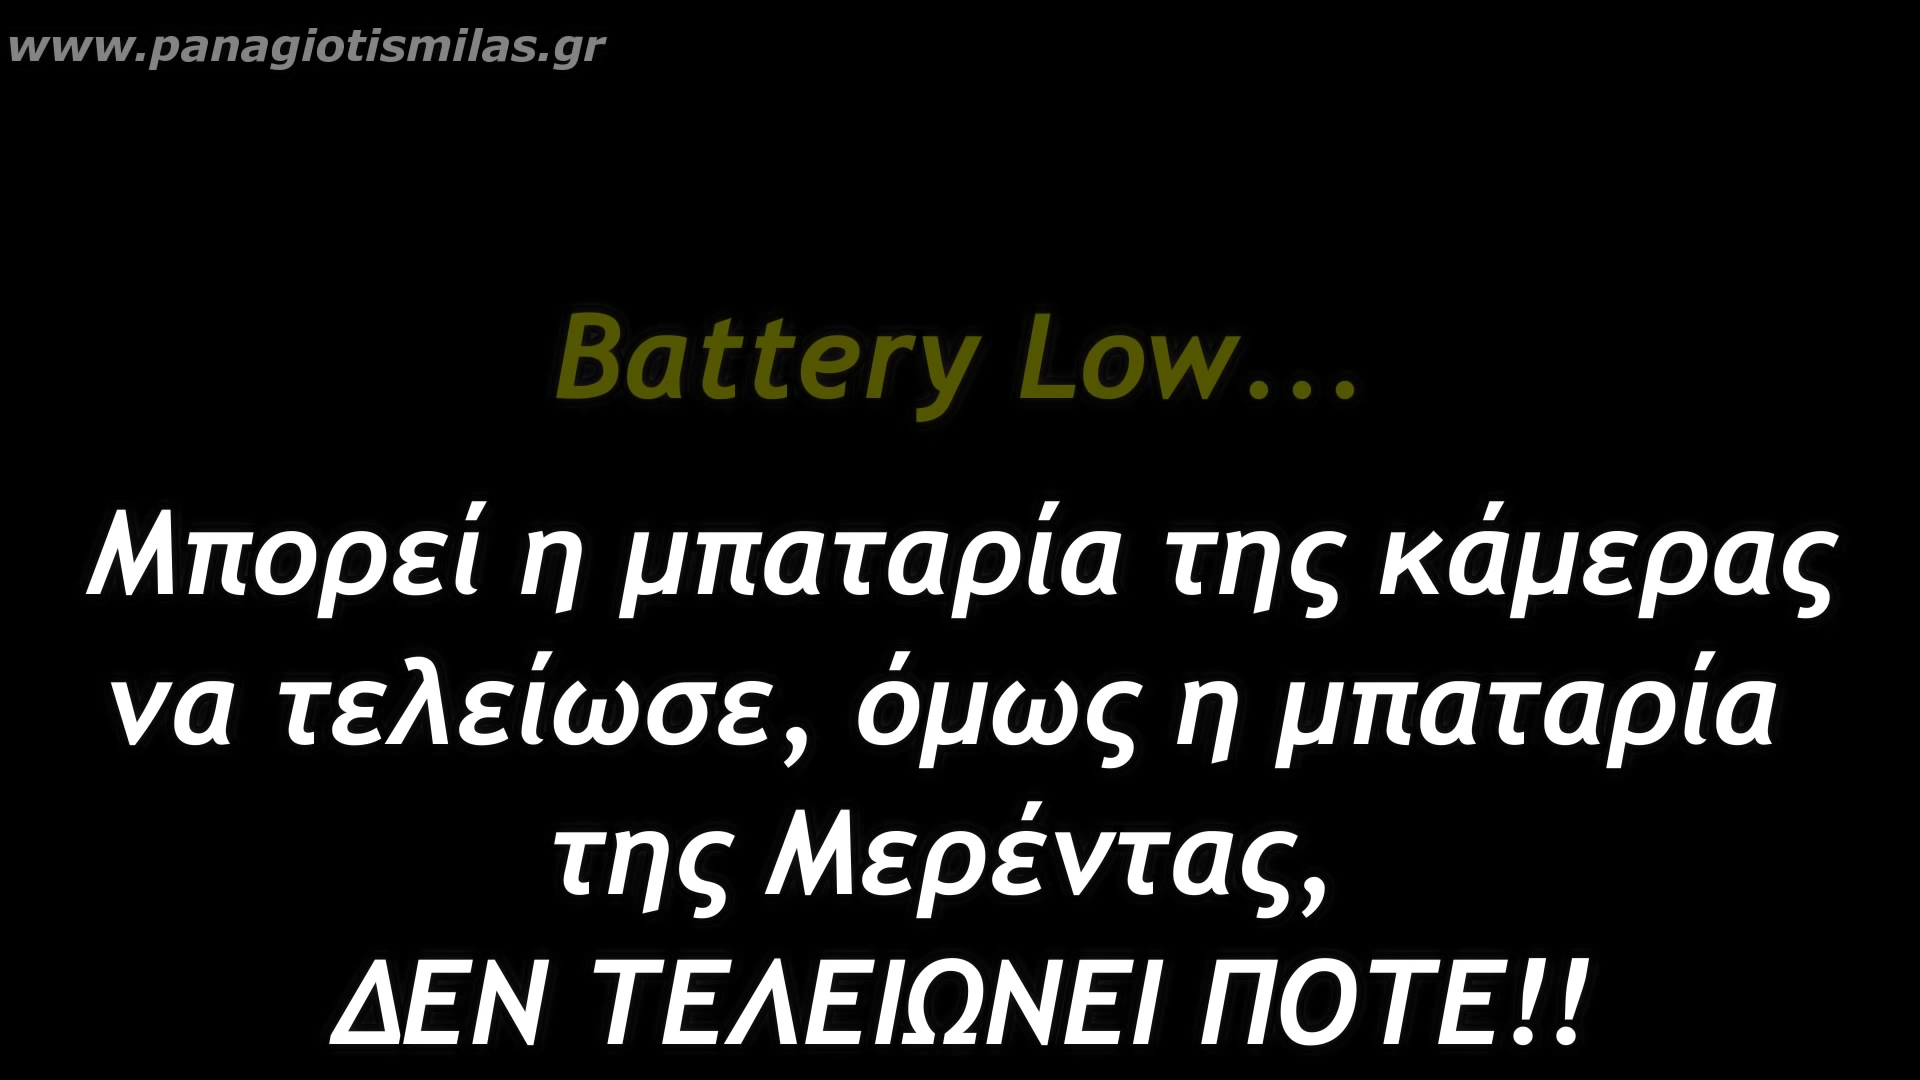 www.panagiotismilas.gr
Battery Low...
Μπορεί η μπαταρία της κάμερας
να τελείωσε, όμως η μπαταρία
της Μερέντας,
ΔΕΝ ΤΕΛΕΙΩΝΕΙ ΠΟΤΕ!!